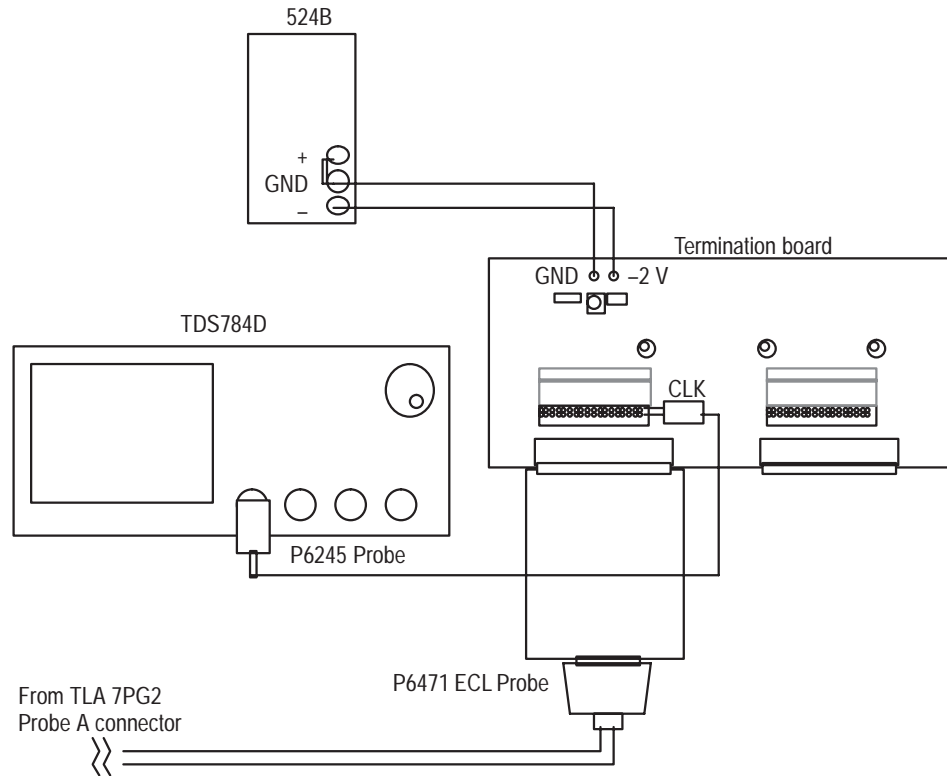 524B
+
GND
–
Termination board
GND
–2 V
TDS784D
CLK
P6245 Probe
P6471 ECL Probe
From TLA 7PG2
Probe A connector